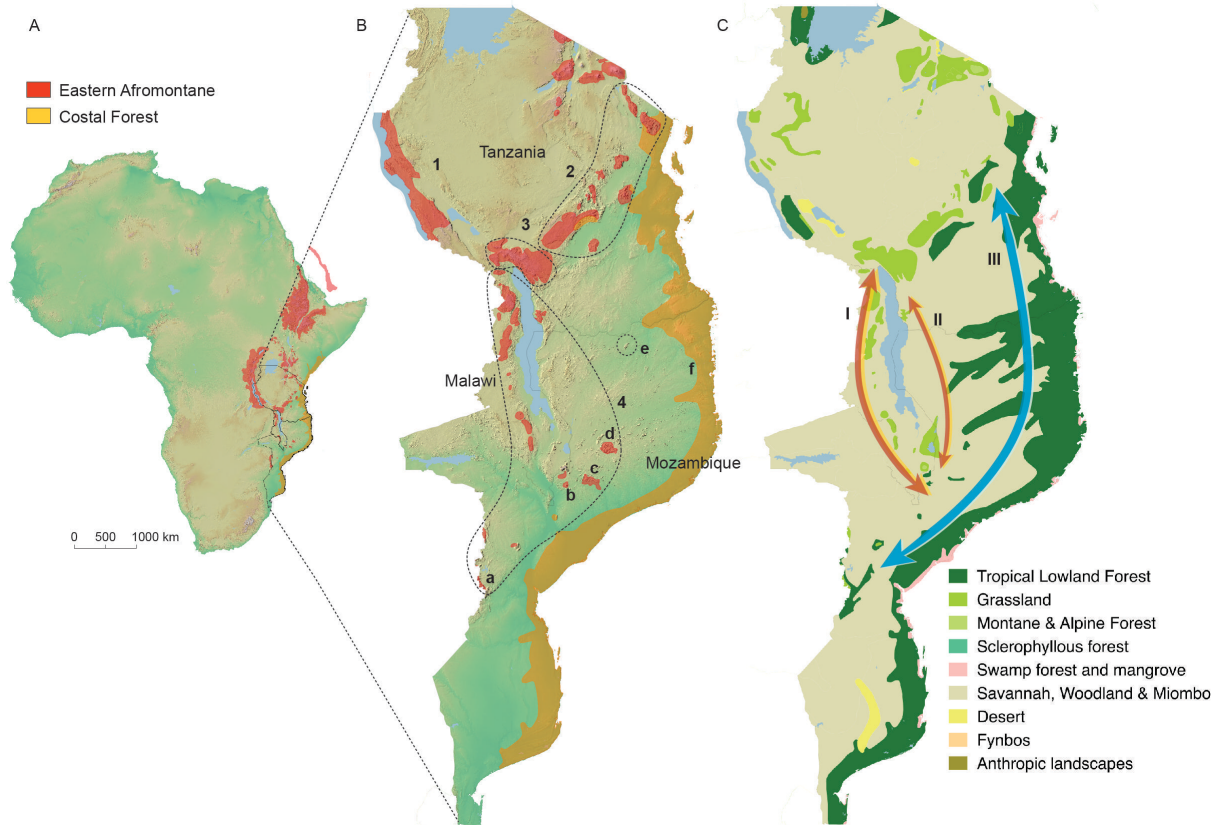 A
Eastern Afromontane
Costal Forest
0 500 1000 km
B
1
Tanzania
2
3
Malawi
e
f
4
d
Mozambique
c
b
a
C
III
I
II
Tropical Lowland Forest
Grassland
Montane & Alpine Forest
Sclerophyllous forest
Swamp forest and mangrove
Savannah, Woodland & Miombo
Desert
Fynbos
Anthropic landscapes